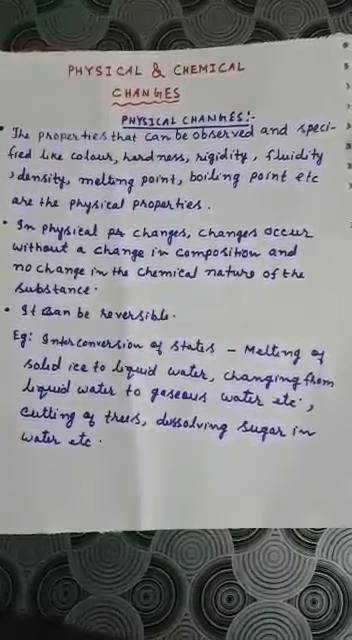 PHYSICAL & CHEMICAL
CHANGES
PHYSICAL CHANGES:-
• The properties that can be observed and speci-
fied like colour, hardness, rigidity, fluidity
, density, melting point, boiling point etc
are the physical properties.
• In physical changes, changes occur
without a change in composition and
no change in the chemical nature of the
substance.
• It can be reversible.
Eg: Interconversion of states - Melting of
solid ice to liquid water, changing from
liquid water to gaseous water etc.,
cutting of trees, dissolving sugar in
water etc.